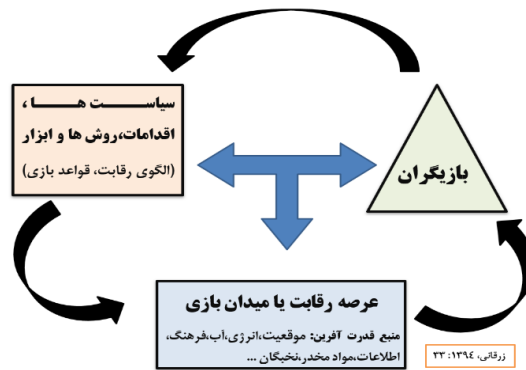 سیاست ها ،
اقدامات،روش ها و ابزار
(الگوی رقابت، قواعد بازی)
بازیگران
عرصه رقابت یا میدان بازی
منبع قدرت آفرین: موقعیت،انرژی،آب،فرهنگ،
اطلاعات،مواد مخدر،نخبگان ...
زرقانی، ۱۳۹٤: ۳۳